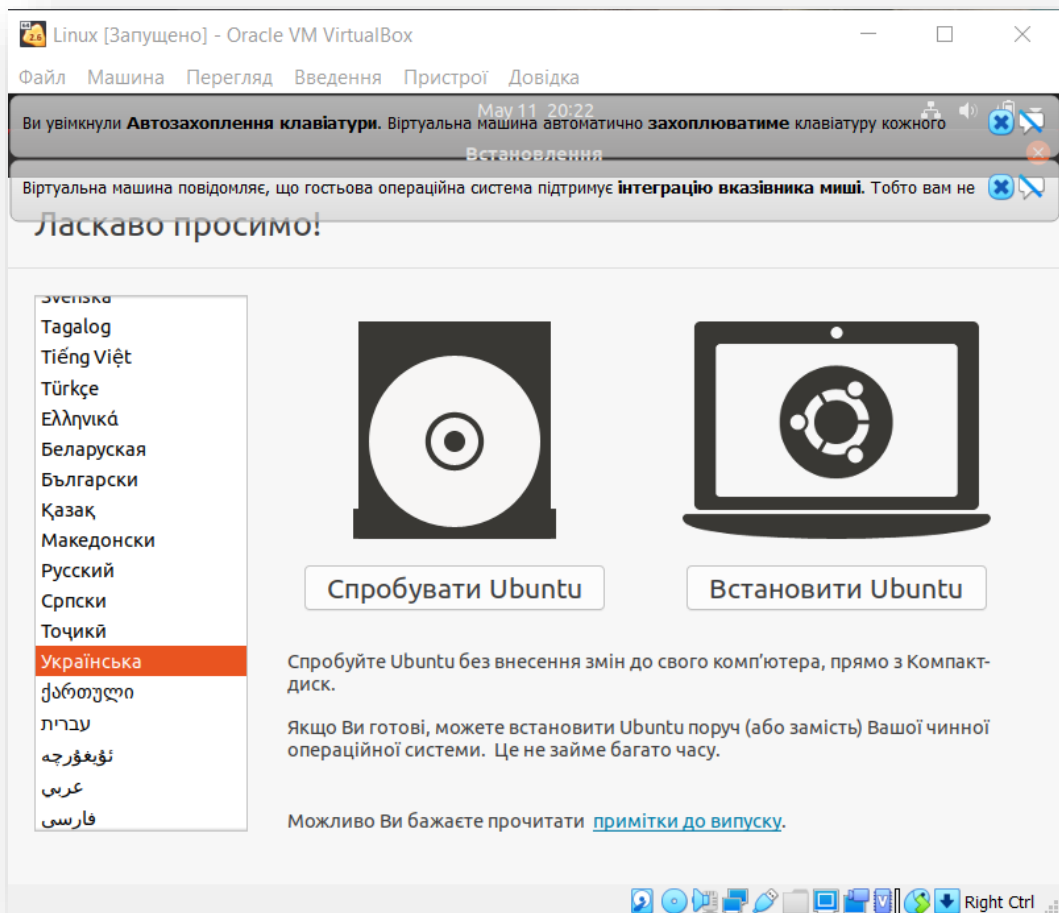 Linux [Запущено] - Oracle VM VirtualBox
Файл Машина Перегляд Введення Пристрої Довідка
May 11 20:22
Ви увімкнули Автозахоплення клавіатури. Віртуальна машина автоматично захоплюватиме клавіатуру кожного
Встановлення
Віртуальна машина повідомляє, що гостьова операційна система підтримує інтеграцію вказівника миші. Тобто вам не
Ласкаво просимо!
Svenska
Tagalog
Tiếng Việt
Türkçe
Ελληνικά
Беларуская
Български
Қазақ
Македонски
Русский
Српски
Тоҷикӣ
Українська
ქართული
עברית
ئۇيغۇرچە
عربي
فارسی
Спробувати Ubuntu
Встановити Ubuntu
Спробуйте Ubuntu без внесення змін до свого комп’ютера, прямо з Компакт-
диск.
Якщо Ви готові, можете встановити Ubuntu поруч (або замість) Вашої чинної
операційної системи. Це не займе багато часу.
Можливо Ви бажаєте прочитати примітки до випуску.
Right Ctrl